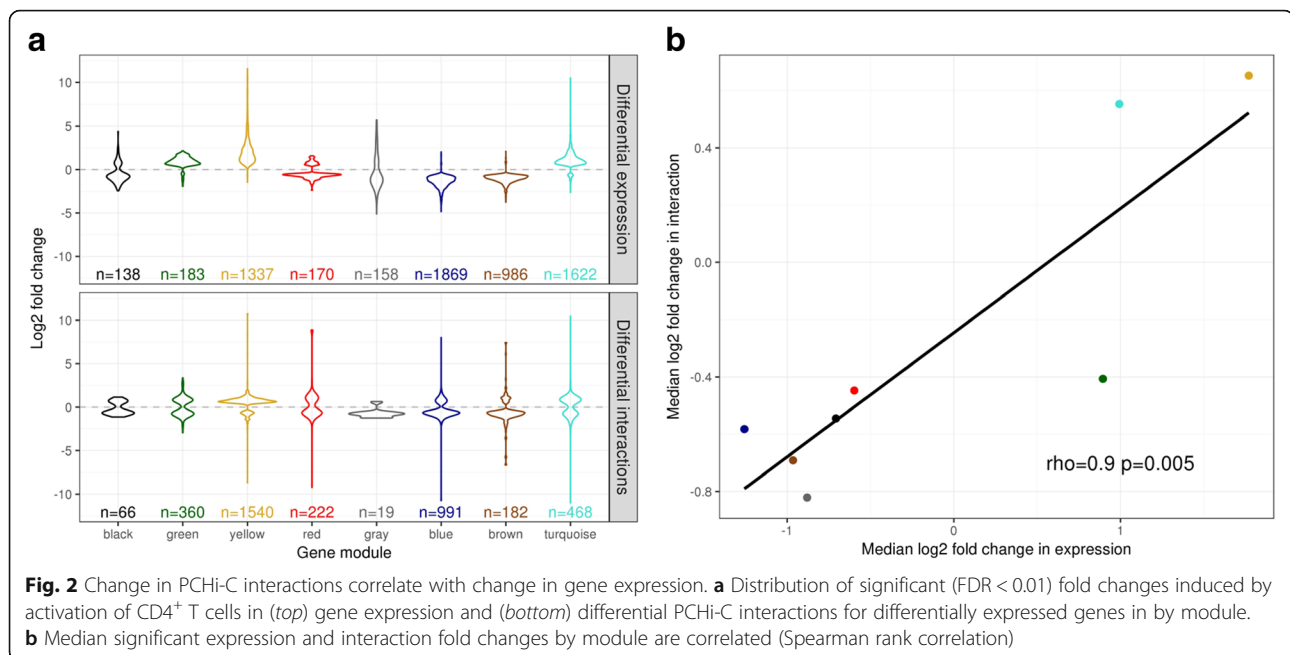 a
b
10
5
0
-5
-10
Differential expression
n=138 n=183 n=1337 n=170 n=158 n=1869 n=986 n=1622
Log2 fold change
10
5
0
-5
-10
Differential interactions
n=66 n=360 n=1540 n=222 n=19 n=991 n=182 n=468
black green yellow red gray blue brown turquoise
Gene module
Median log2 fold change in interaction
0.4
0.0
-0.4
-0.8
rho=0.9 p=0.005
-1 0 1
Median log2 fold change in expression
Fig. 2 Change in PCHi-C interactions correlate with change in gene expression. a Distribution of significant (FDR < 0.01) fold changes induced by
activation of CD4+ T cells in (top) gene expression and (bottom) differential PCHi-C interactions for differentially expressed genes in by module.
b Median significant expression and interaction fold changes by module are correlated (Spearman rank correlation)